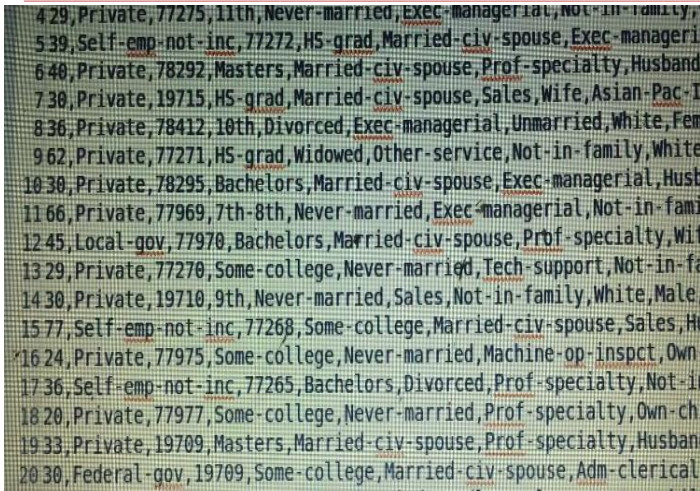 4 29,Private,77275,11th,Never-married,Exec-managerial,Not-in-family,
5 39,Self-emp-not-inc,77272,HS-grad,Married-civ-spouse,Exec-manageri
6 40,Private,78292,Masters,Married-civ-spouse,Prof-specialty,Husband
7 30,Private,19715,HS-grad,Married-civ-spouse,Sales,Wife,Asian-Pac-I
8 36,Private,78412,10th,Divorced,Exec-managerial,Unmarried,White,Fem
9 62,Private,77271,HS-grad,Widowed,Other-service,Not-in-family,White
10 30,Private,78295,Bachelors,Married-civ-spouse,Exec-managerial,Husb
11 66,Private,77969,7th-8th,Never-married,Exec-managerial,Not-in-fami
12 45,Local-gov,77970,Bachelors,Married-civ-spouse,Prof-specialty,Wif
13 29,Private,77270,Some-college,Never-married,Tech-support,Not-in-fa
14 30,Private,19710,9th,Never-married,Sales,Not-in-family,White,Male
15 77,Self-emp-not-inc,77268,Some-college,Married-civ-spouse,Sales,Hu
16 24,Private,77975,Some-college,Never-married,Machine-op-inspct,Own
17 36,Self-emp-not-inc,77265,Bachelors,Divorced,Prof-specialty,Not-i
18 20,Private,77977,Some-college,Never-married,Prof-specialty,Own-ch
19 33,Private,19709,Masters,Married-civ-spouse,Prof-specialty,Husban
20 30,Federal-gov,19709,Some-college,Married-civ-spouse,Adm-clerical